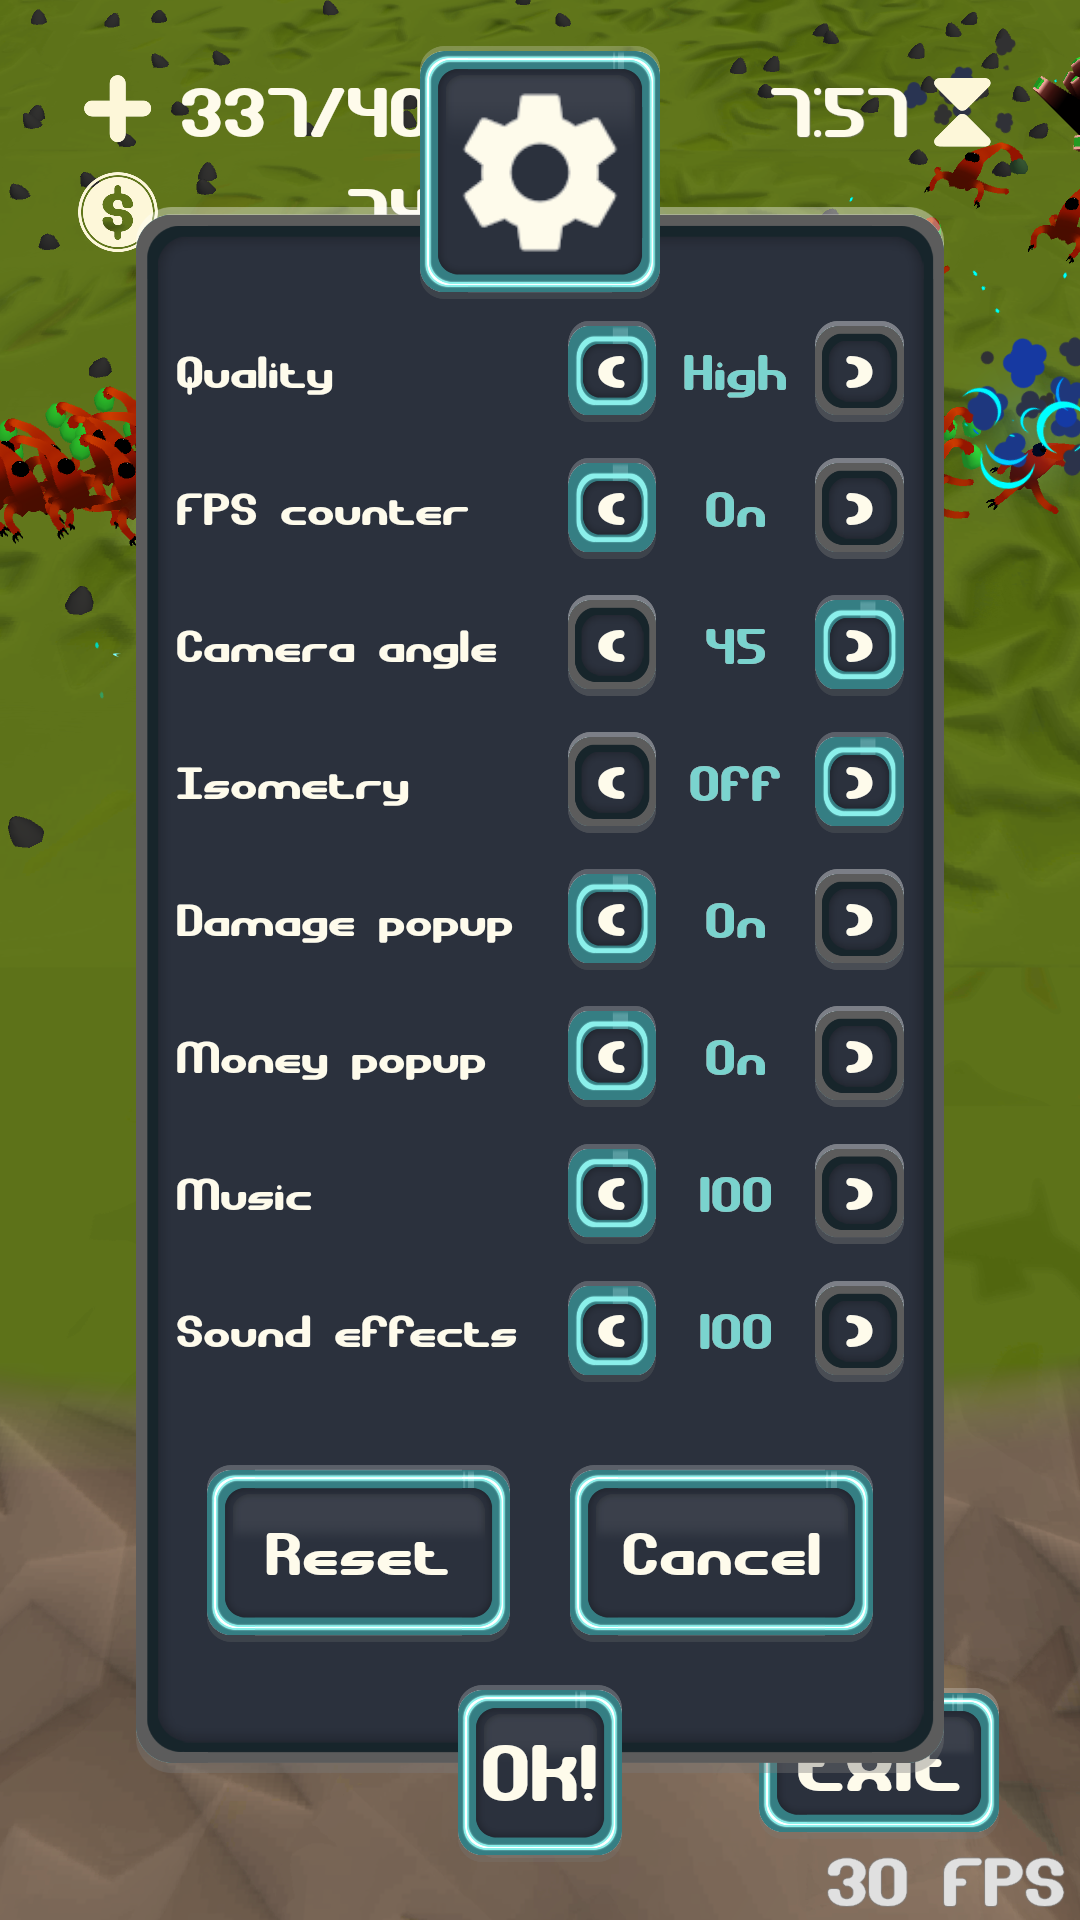 337/40
7:57
$
Quality High
FPS counter On
Camera angle 45
Isometry Off
Damage popup On
Money popup On
Music 100
Sound effects 100
Reset Cancel
Ok!
Exit
30 FPS